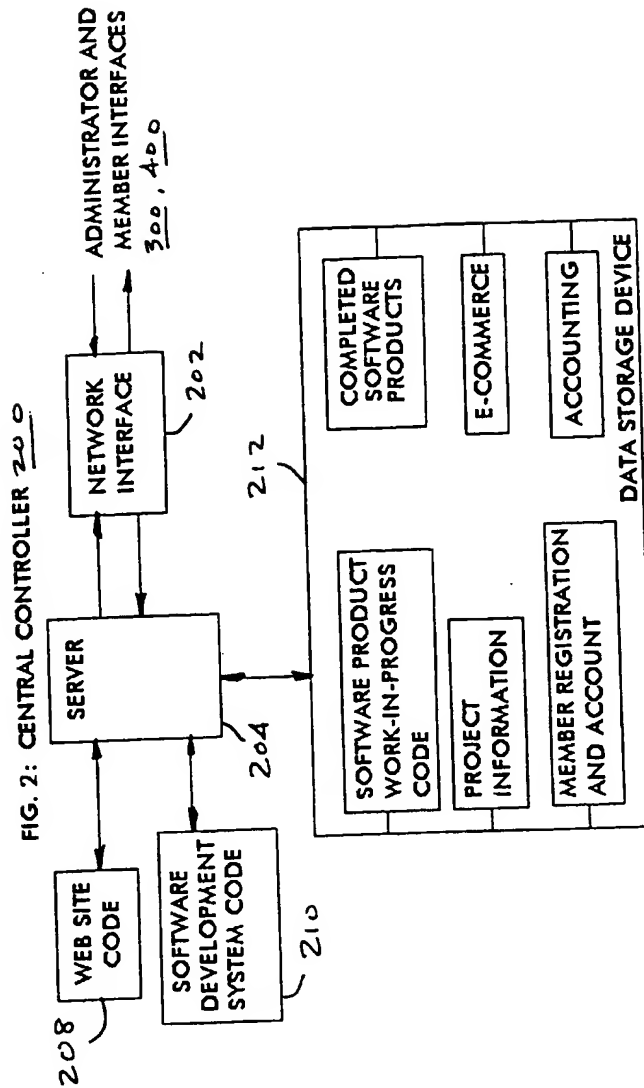 FIG. 2: CENTRAL CONTROLLER 200
ADMINISTRATOR AND
MEMBER INTERFACES
300, 400
NETWORK
INTERFACE
202
SERVER
204
WEB SITE
CODE
208
SOFTWARE
DEVELOPMENT
SYSTEM CODE
210
212
SOFTWARE PRODUCT
WORK-IN-PROGRESS
CODE
PROJECT
INFORMATION
MEMBER REGISTRATION
AND ACCOUNT
COMPLETED
SOFTWARE
PRODUCTS
E-COMMERCE
ACCOUNTING
DATA STORAGE DEVICE